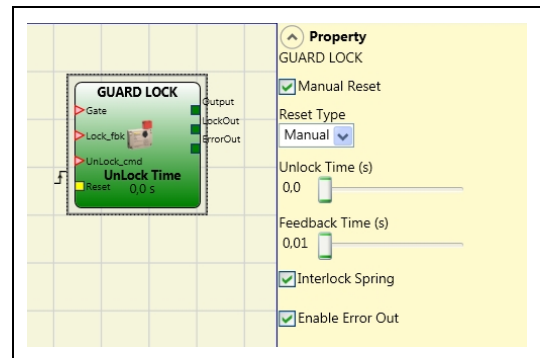 GUARD LOCK
Gate
Lock_fbk
UnLock_cmd
Reset
UnLock Time
0,0 s
Output
LockOut
ErrorOut
Property
GUARD LOCK
Manual Reset
Reset Type
Manual
Unlock Time (s)
0,0
Feedback Time (s)
0,01
Interlock Spring
Enable Error Out